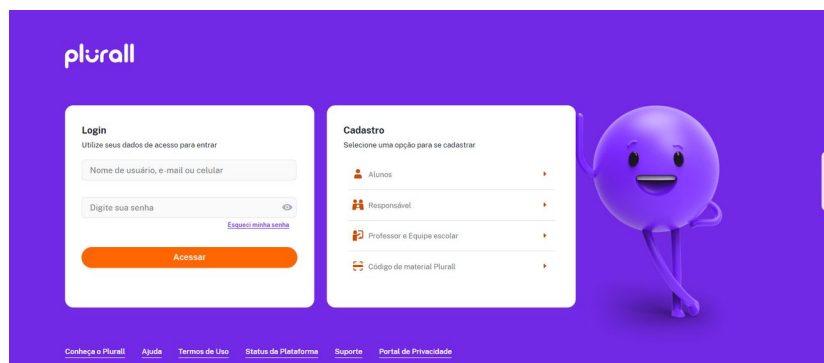 plurall
Login
Utilize seus dados de acesso para entrar
Nome de usuário, e-mail ou celular
Digite sua senha
Esqueci minha senha
Acessar
Cadastro
Selecione uma opção para se cadastrar
Alunos
Responsável
Professor e Equipe escolar
Código de material Plurall
Conheça o Plurall Ajuda Termos de Uso Status da Plataforma Suporte Portal de Privacidade